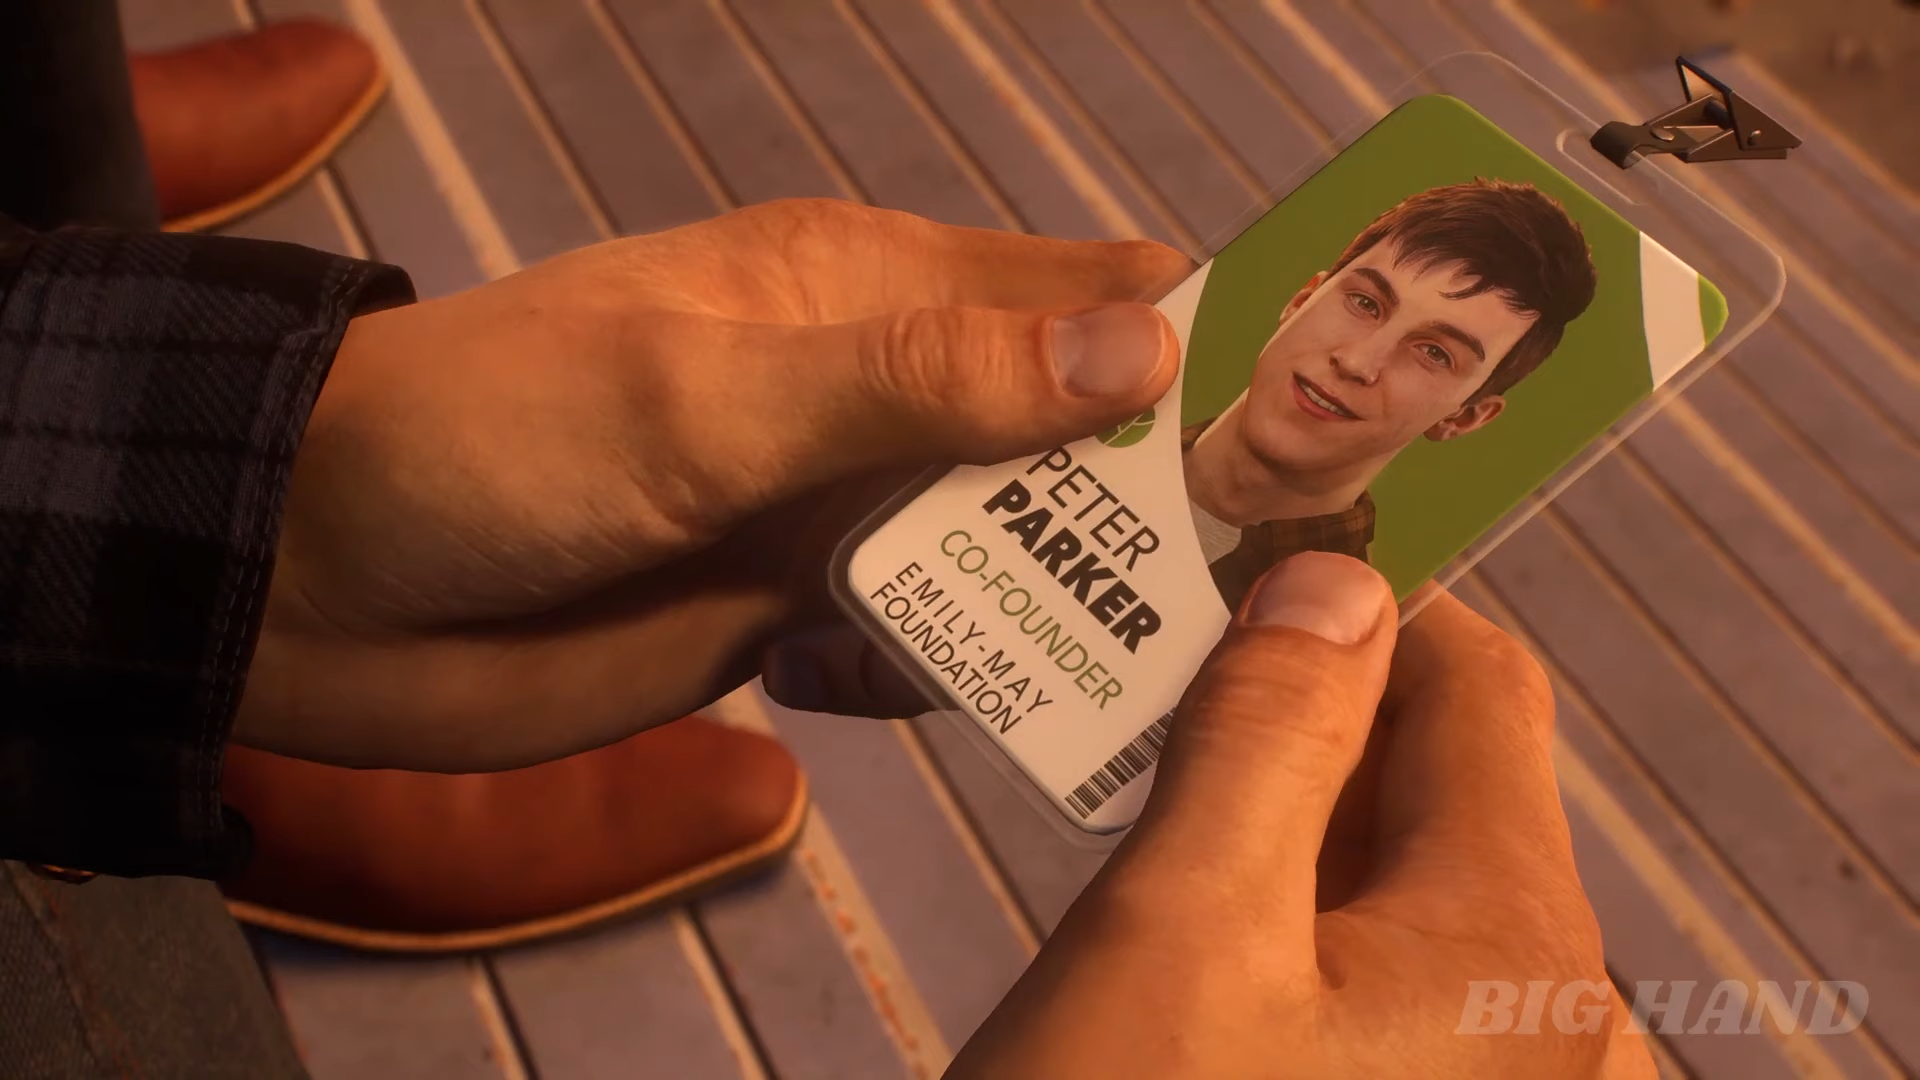 PETER
PARKER
CO-FOUNDER
EMILY-MAY
FOUNDATION
BIG HAND